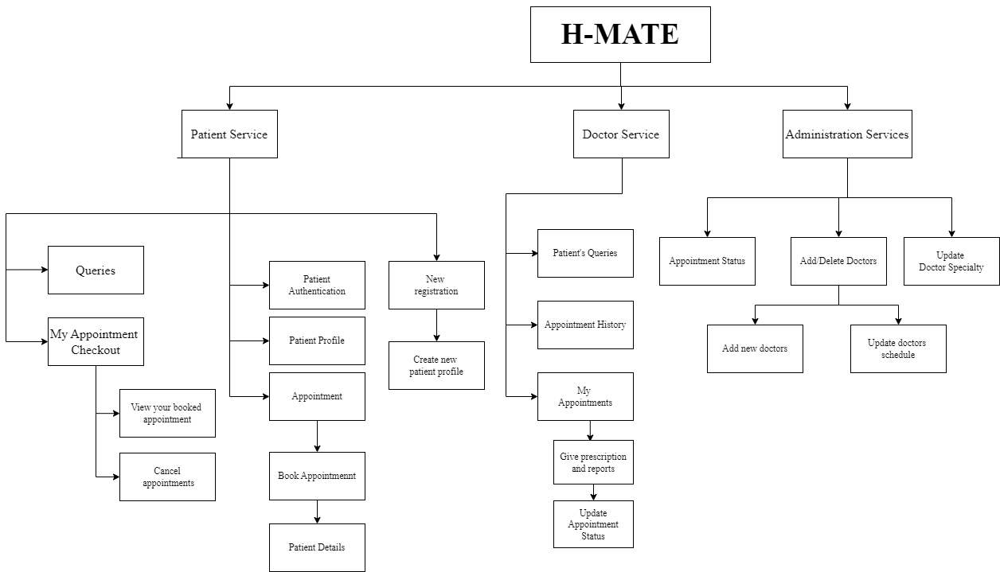 H-MATE
Patient Service
Doctor Service
Administration Services
Queries
My Appointment
Checkout
View your booked
appointment
Cancel
appointments
Patient
Authentication
Patient Profile
Appointment
Book Appointmennt
Patient Details
New
registration
Create new
patient profile
Patient's Queries
Appointment History
My
Appointments
Give prescription
and reports
Update
Appointment
Status
Appointment Status
Add/Delete Doctors
Update
Doctor Specialty
Add new doctors
Update doctors
schedule